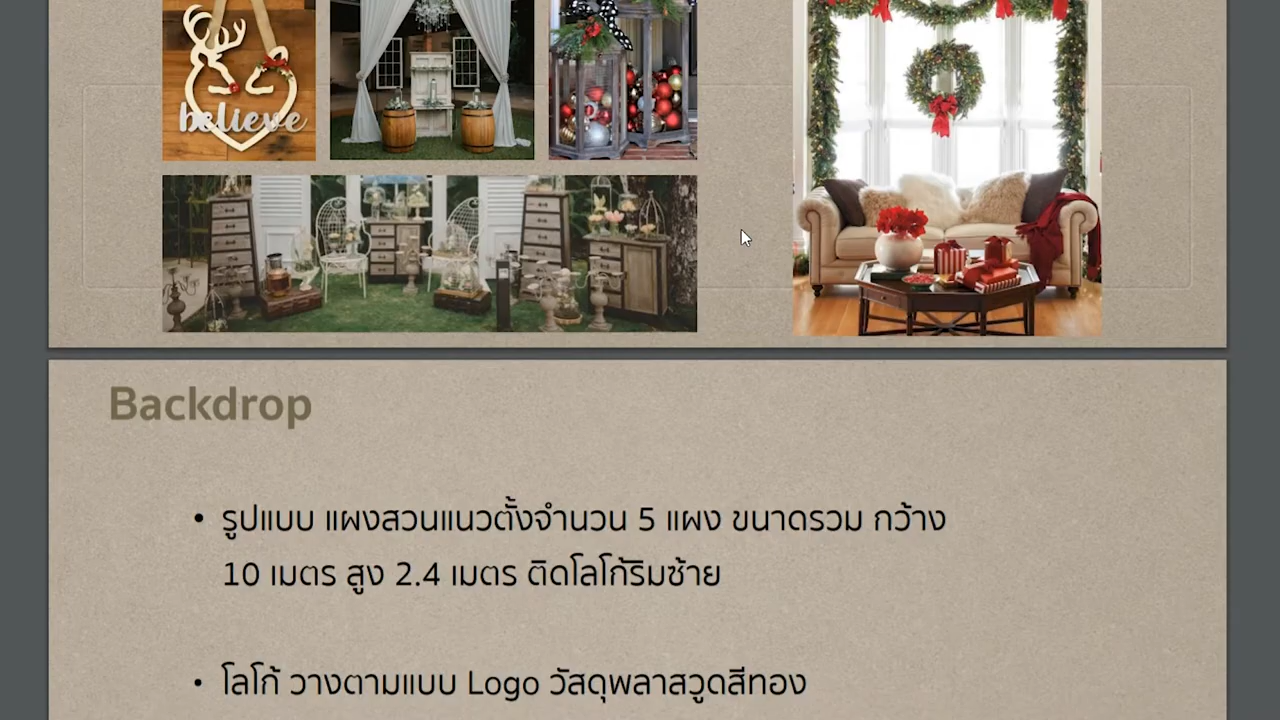 believe
Backdrop
• รูปแบบ แผงสวนแนวตั้งจำนวน 5 แผง ขนาดรวม กว้าง
10 เมตร สูง 2.4 เมตร ติดโลโก้ริมซ้าย
• โลโก้ วางตามแบบ Logo วัสดุพลาสวูดสีทอง